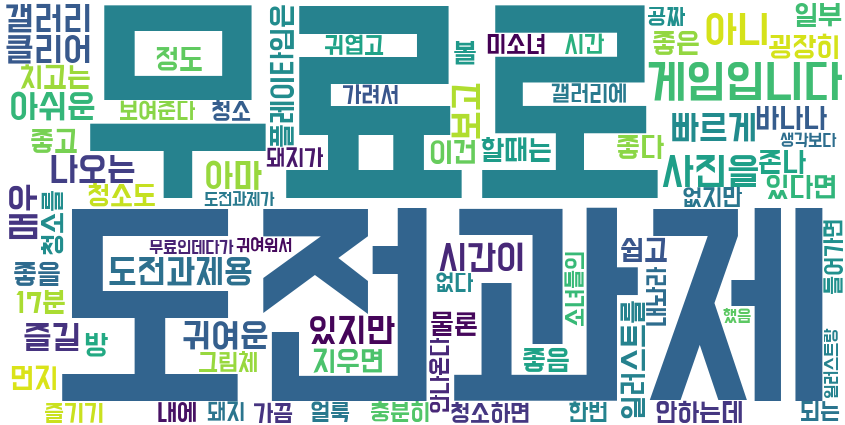 갤러리
클리어
치고는
아쉬운
좋고
정도
보여준다
청소
무료로
플레이타임은
귀엽고
가려서
돼지가
볼
보고
미소녀
시간
공짜
좋은
아니
일부
굉장히
게임입니다
갤러리에
이건
할때는
좋다
빠르게
바나나
생각보다
사진을
존나
있다면
없지만
나오는
아마
청소도
도전과제가
아
매
청소를
좋을
17분
즐길
방
먼지
즐기기
도전과제
무료인데다가
귀여워서
도전과제용
귀여운
그림체
있지만
지우면
시간이
없다
물론
안나온다
좋음
소녀들의
쉽고
내놔라
일러스트를
했음
들어가면
일러스트랑
내에
돼지
가끔
얼룩
충분히
청소하면
한번
안하는데
되는